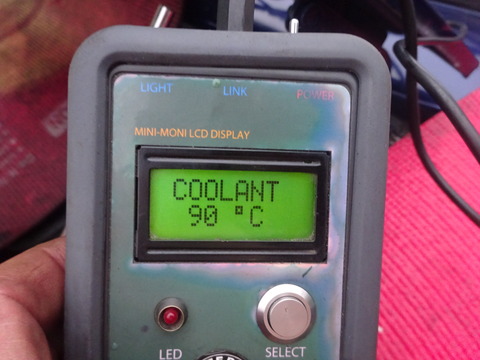 LIGHT LINK POWER
MINI-MONI LCD DISPLAY
COOLANT
90 °C
LED SELECT